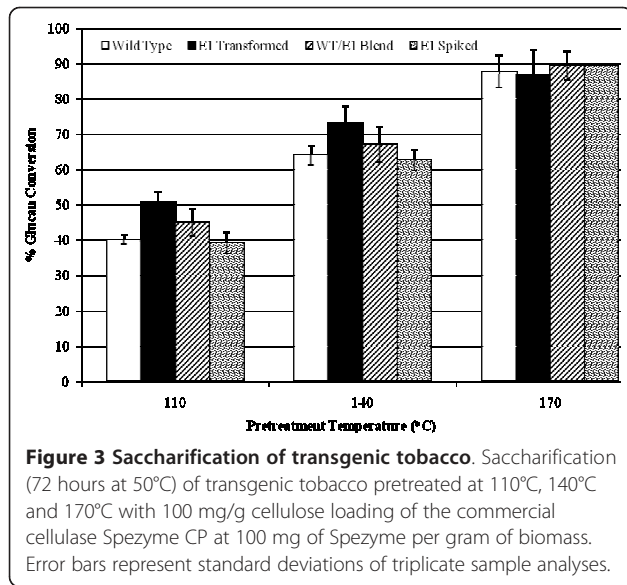 Wild Type E1 Transformed WT/E1 Blend E1 Spiked
100
90
80
70
60
50
40
30
20
10
0
% Glucan Conversion
110 140 170
Pretreatment Temperature (°C)
Figure 3 Saccharification of transgenic tobacco. Saccharification
(72 hours at 50°C) of transgenic tobacco pretreated at 110°C, 140°C
and 170°C with 100 mg/g cellulose loading of the commercial
cellulase Spezyme CP at 100 mg of Spezyme per gram of biomass.
Error bars represent standard deviations of triplicate sample analyses.